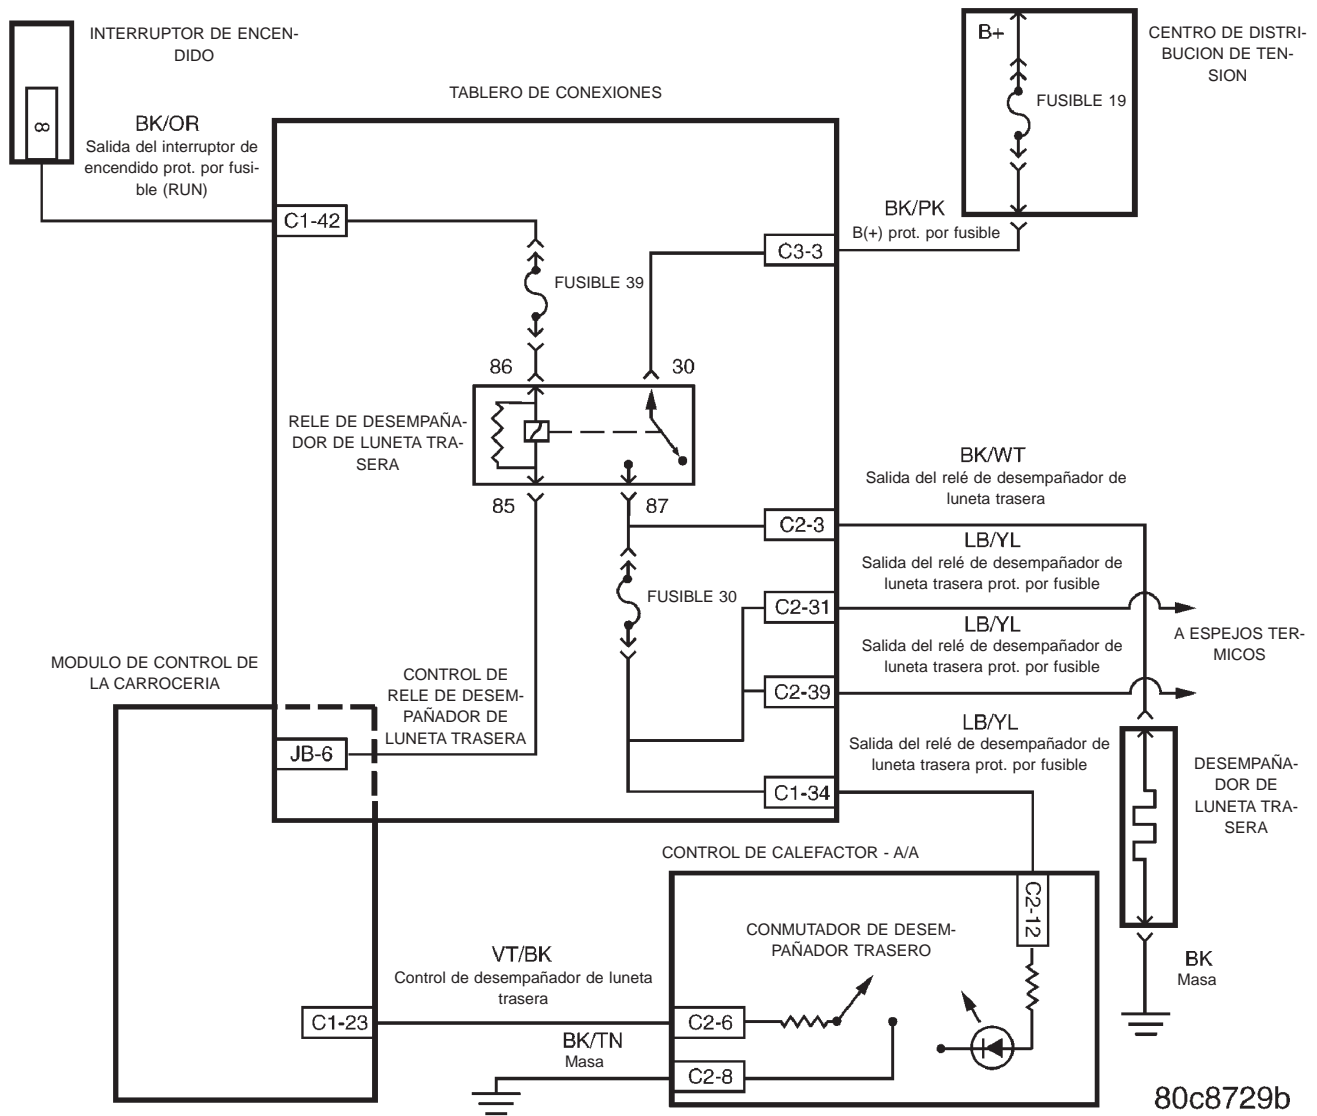 INTERRUPTOR DE ENCEN-
DIDO
8
BK/OR
Salida del interruptor de
encendido prot. por fusi-
ble (RUN)
TABLERO DE CONEXIONES
B+
FUSIBLE 19
CENTRO DE DISTRI-
BUCION DE TEN-
SION
C1-42
BK/PK
B(+) prot. por fusible
C3-3
FUSIBLE 39
86
30
RELE DE DESEMPAÑA-
DOR DE LUNETA TRA-
SERA
85
87
BK/WT
Salida del relé de desempañador de
luneta trasera
C2-3
LB/YL
Salida del relé de desempañador de
luneta trasera prot. por fusible
FUSIBLE 30
C2-31
LB/YL
Salida del relé de desempañador de
luneta trasera prot. por fusible
A ESPEJOS TER-
MICOS
C2-39
MODULO DE CONTROL DE
LA CARROCERIA
CONTROL DE
RELE DE DESEM-
PAÑADOR DE
LUNETA TRASERA
JB-6
LB/YL
Salida del relé de desempañador de
luneta trasera prot. por fusible
C1-34
DESEMPAÑA-
DOR DE
LUNETA TRA-
SERA
CONTROL DE CALEFACTOR - A/A
C2-12
CONMUTADOR DE DESEM-
PAÑADOR TRASERO
VT/BK
Control de desempañador de luneta
trasera
BK
Masa
C1-23
C2-6
BK/TN
Masa
C2-8
80c8729b